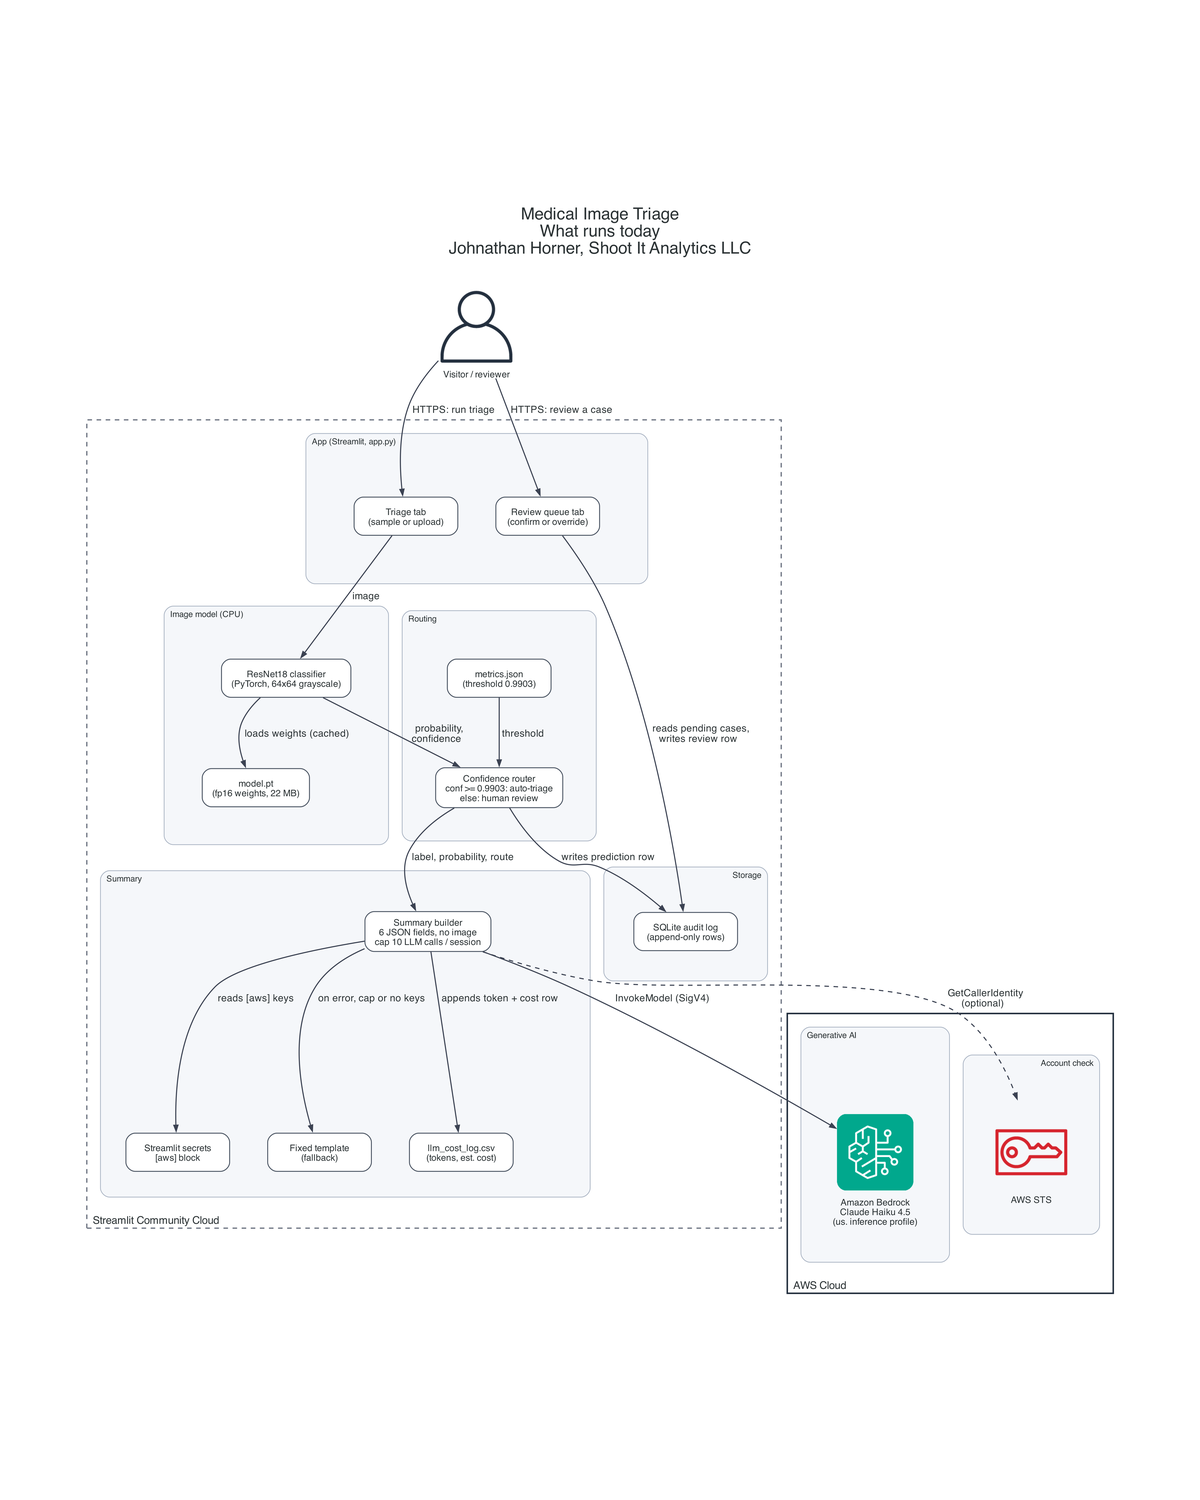 Medical Image Triage
What runs today
Johnathan Horner, Shoot It Analytics LLC
Visitor / reviewer
HTTPS: run triage
HTTPS: review a case
App (Streamlit, app.py)
Triage tab
(sample or upload)
Review queue tab
(confirm or override)
image
Image model (CPU)
Routing
ResNet18 classifier
(PyTorch, 64x64 grayscale)
metrics.json
(threshold 0.9903)
loads weights (cached)
probability,
confidence
threshold
reads pending cases,
writes review row
model.pt
(fp16 weights, 22 MB)
Confidence router
conf >= 0.9903: auto-triage
else: human review
label, probability, route
writes prediction row
Summary
Storage
Summary builder
6 JSON fields, no image
cap 10 LLM calls / session
SQLite audit log
(append-only rows)
reads [aws] keys
on error, cap or no keys
appends token + cost row
InvokeModel (SigV4)
GetCallerIdentity
(optional)
Generative AI
Account check
Streamlit secrets
[aws] block
Fixed template
(fallback)
llm_cost_log.csv
(tokens, est. cost)
Amazon Bedrock
Claude Haiku 4.5
(us. inference profile)
AWS STS
Streamlit Community Cloud
AWS Cloud